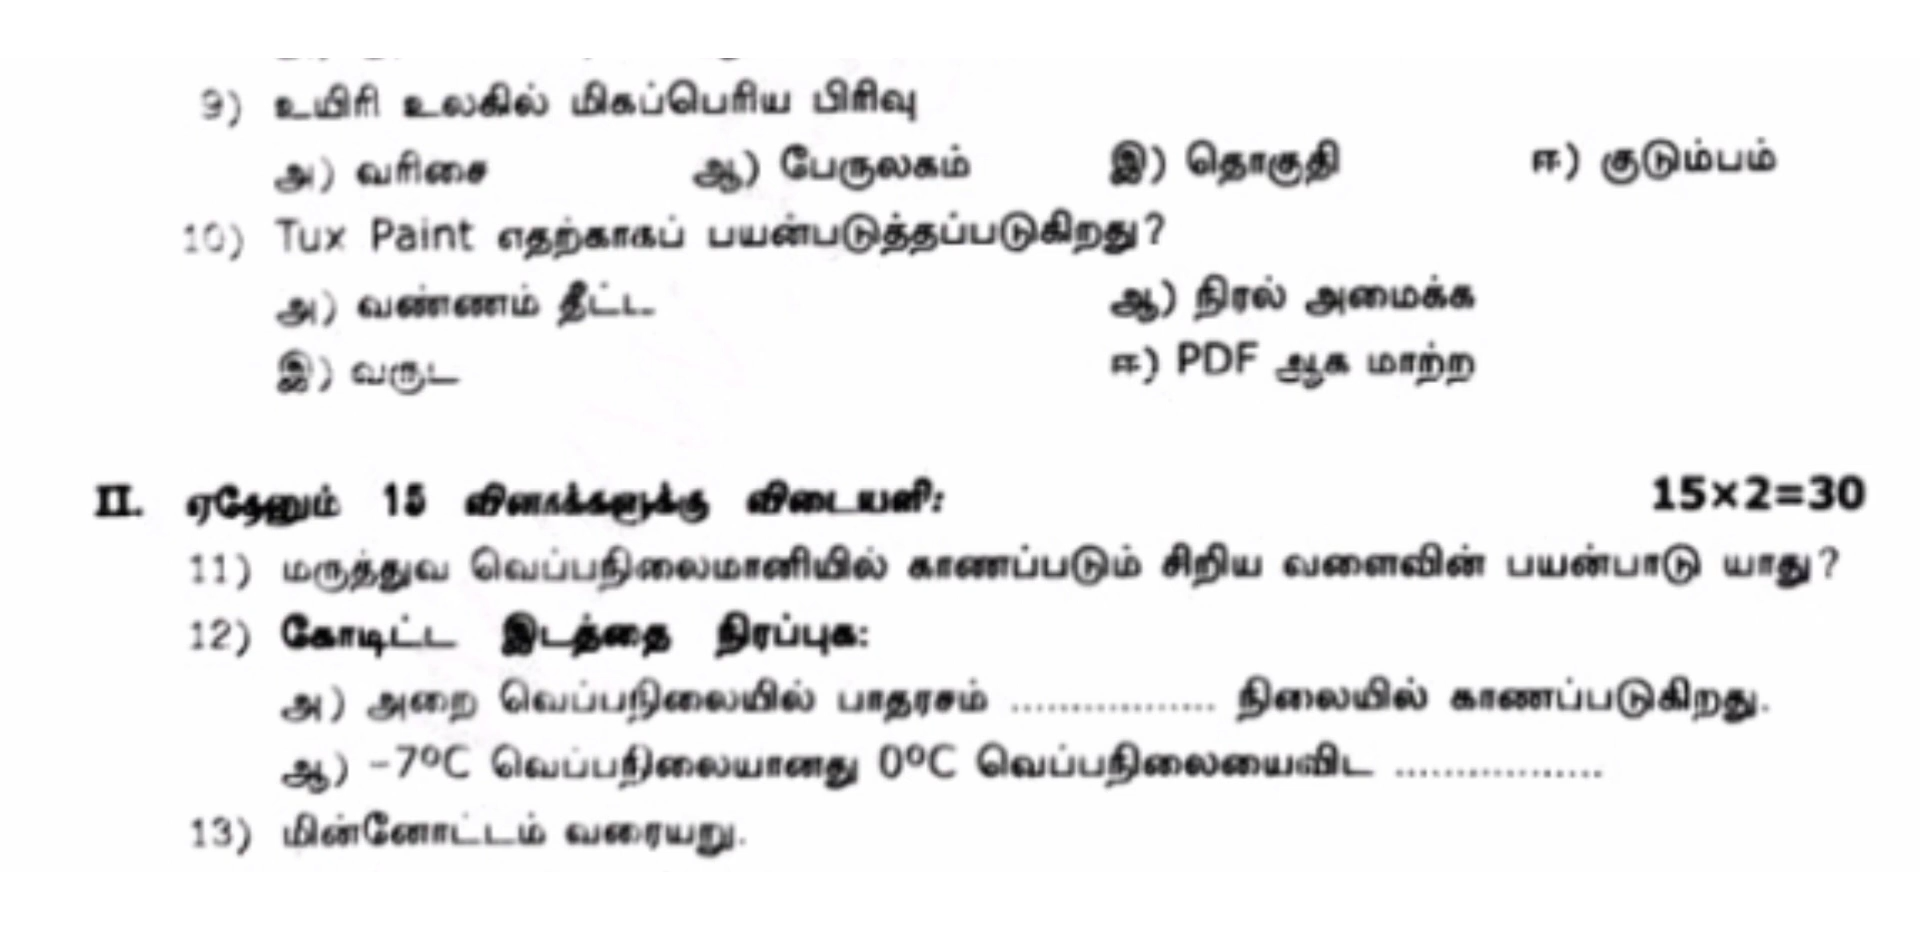 9) உயிரி உலகில் மிகப்பெரிய பிரிவு
அ) வரிசை ஆ) பேருலகம் இ) தொகுதி ஈ) குடும்பம்
10) Tux Paint எதற்காகப் பயன்படுத்தப்படுகிறது?
அ) வண்ணம் தீட்ட ஆ) நிரல் அமைக்க
இ) வருட ஈ) PDF ஆக மாற்ற
II. ஏதேனும் 15 வினாக்களுக்கு விடையளி: 15×2=30
11) மருத்துவ வெப்பநிலைமானியில் காணப்படும் சிறிய வளைவின் பயன்பாடு யாது?
12) கோடிட்ட இடத்தை நிரப்புக:
அ) அறை வெப்பநிலையில் பாதரசம் ................. நிலையில் காணப்படுகிறது.
ஆ) –7⁰C வெப்பநிலையானது 0⁰C வெப்பநிலையைவிட .................
13) மின்னோட்டம் வரையறு.